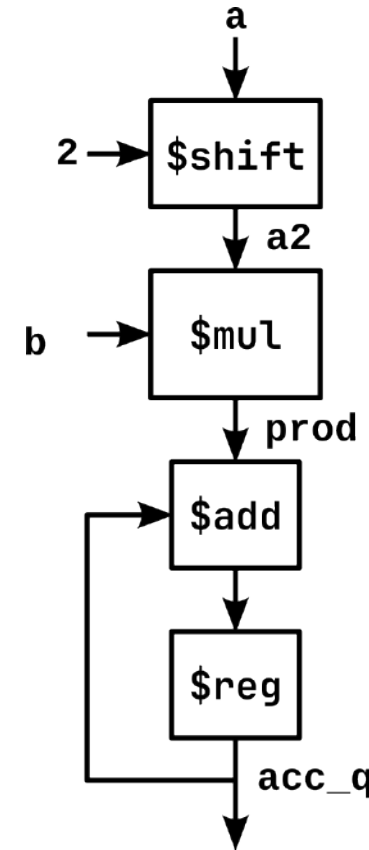 a
2
$shift
a2
b
$mul
prod
$add
$reg
acc_q